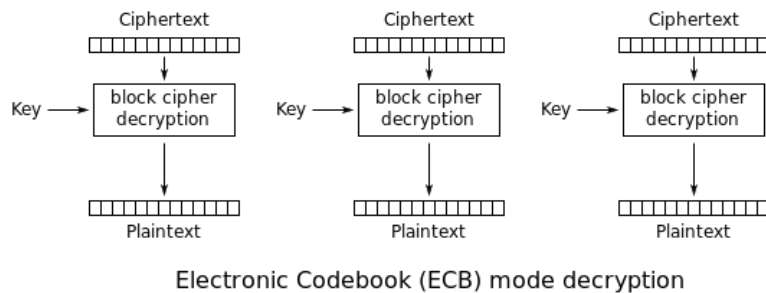 Ciphertext
Ciphertext
Ciphertext
Key
block cipher
decryption
Key
block cipher
decryption
Key
block cipher
decryption
Plaintext
Plaintext
Plaintext
Electronic Codebook (ECB) mode decryption